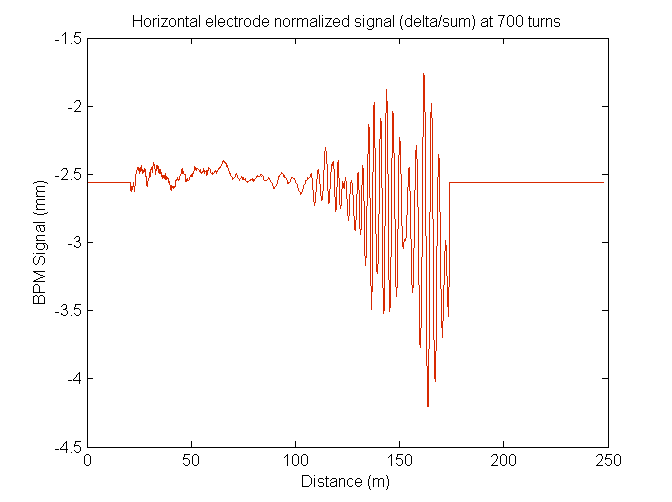 Horizontal electrode normalized signal (delta/sum) at 700 turns
-1.5
-2
-2.5
-3
-3.5
-4
-4.5
BPM Signal (mm)
0 50 100 150 200 250
Distance (m)